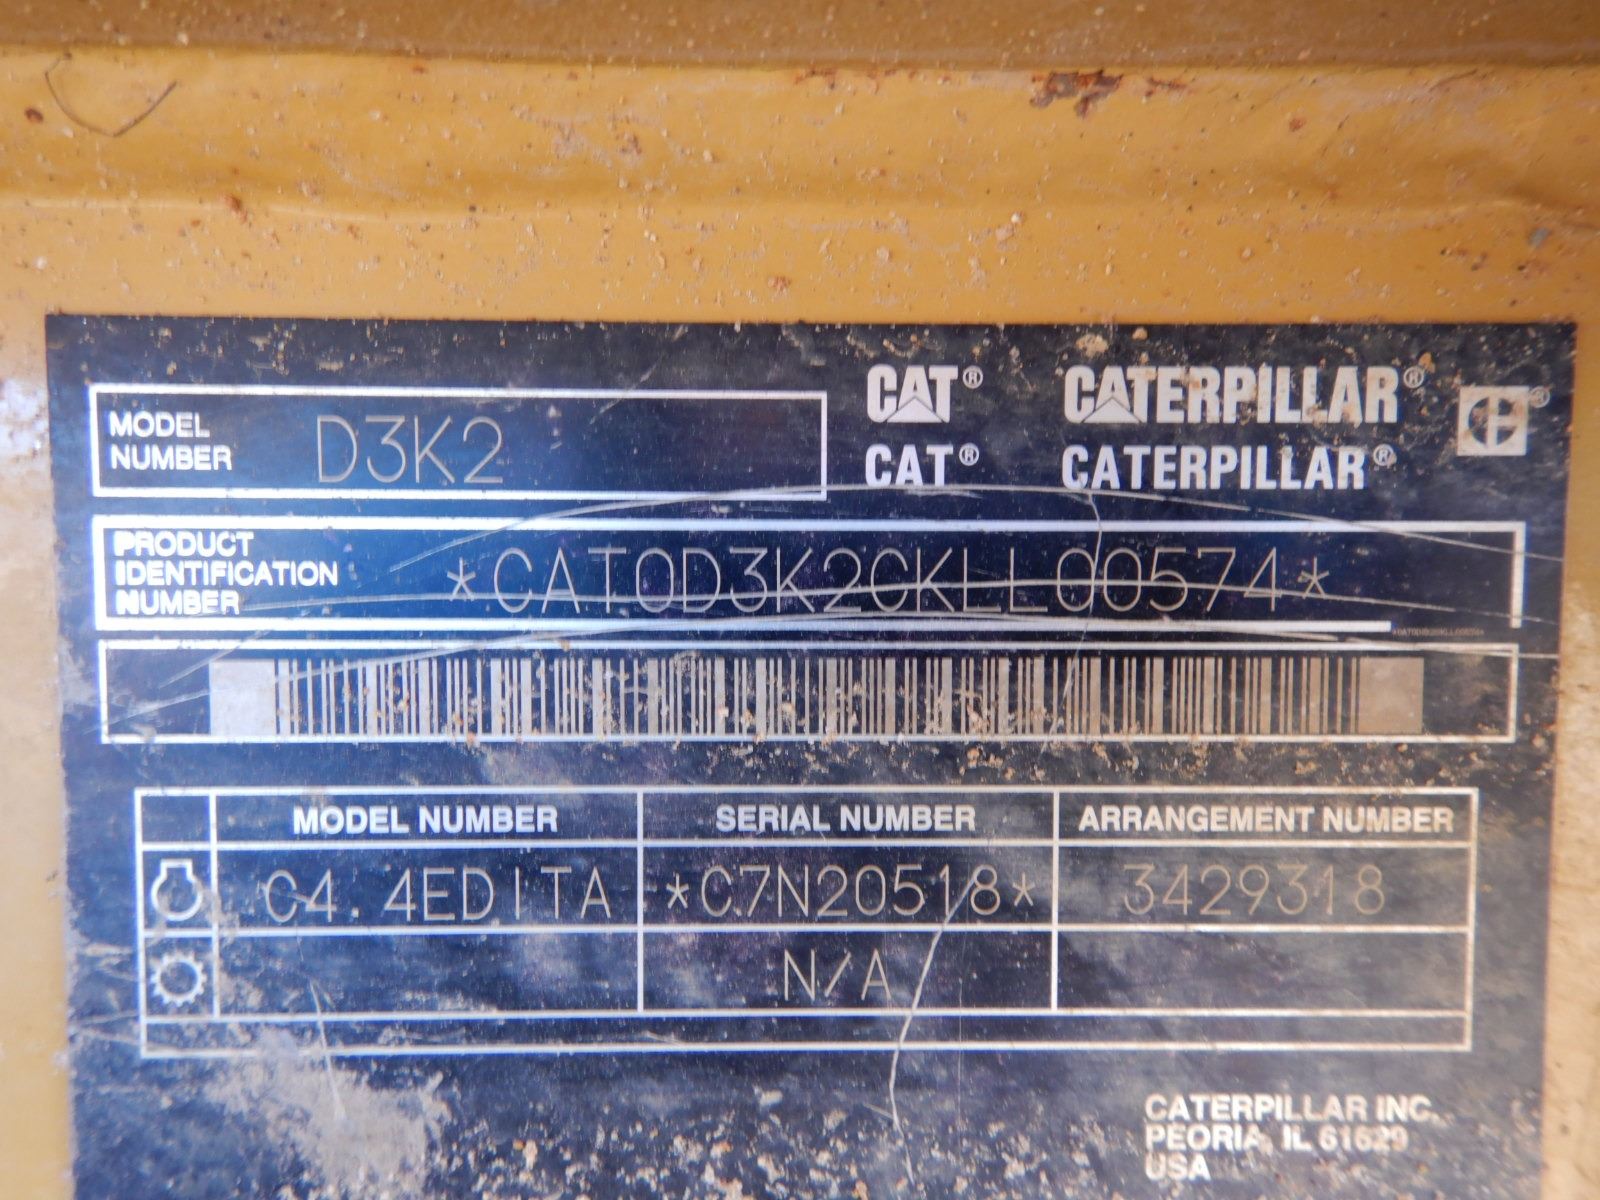 MODEL NUMBER D3K2
CAT® CATERPILLAR®
CAT® CATERPILLAR®
PRODUCT IDENTIFICATION NUMBER *CAT0D3K2CKLL00574*
MODEL NUMBER SERIAL NUMBER ARRANGEMENT NUMBER
C4.4EDITA *C7N20518* 3429318
N/A
CATERPILLAR INC.
PEORIA, IL 61629
USA